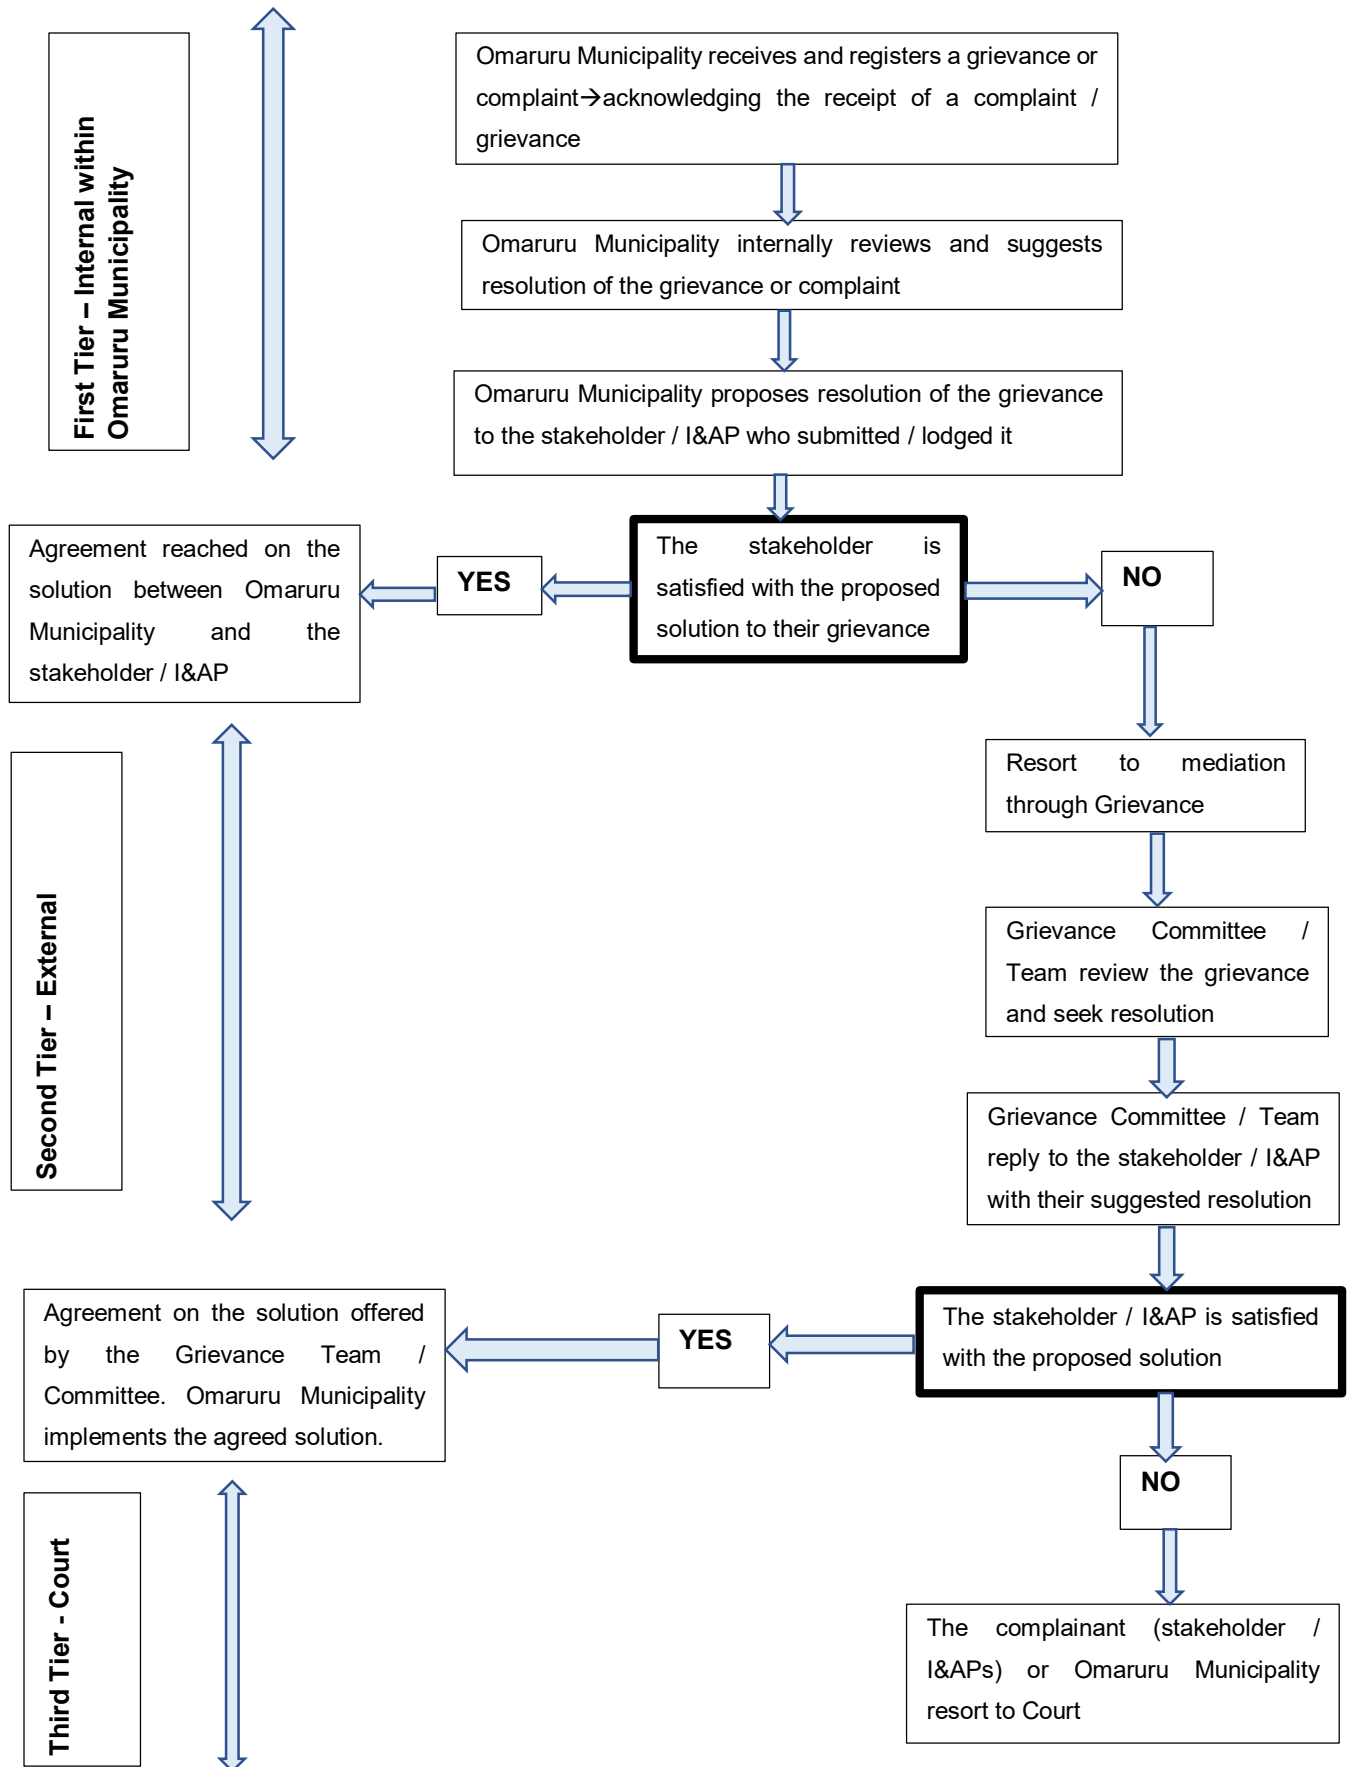 First Tier – Internal within
Omaruru Municipality
Omaruru Municipality receives and registers a grievance or
complaint→acknowledging the receipt of a complaint /
grievance
Omaruru Municipality internally reviews and suggests
resolution of the grievance or complaint
Omaruru Municipality proposes resolution of the grievance
to the stakeholder / I&AP who submitted / lodged it
The stakeholder is
satisfied with the proposed
solution to their grievance
YES
Agreement reached on the
solution between Omaruru
Municipality and the
stakeholder / I&AP
NO
Second Tier – External
Resort to mediation
through Grievance
Grievance Committee /
Team review the grievance
and seek resolution
Grievance Committee / Team
reply to the stakeholder / I&AP
with their suggested resolution
The stakeholder / I&AP is satisfied
with the proposed solution
YES
Agreement on the solution offered
by the Grievance Team /
Committee. Omaruru Municipality
implements the agreed solution.
NO
Third Tier - Court
The complainant (stakeholder /
I&APs) or Omaruru Municipality
resort to Court